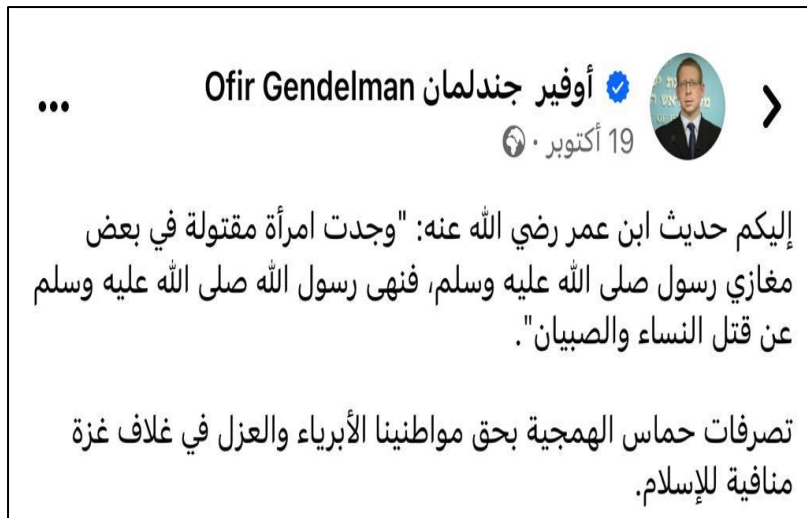 أوفير جندلمان Ofir Gendelman
19 أكتوبر ·
إليكم حديث ابن عمر رضي الله عنه: "وجدت امرأة مقتولة في بعض
مغازي رسول صلى الله عليه وسلم، فنهى رسول الله صلى الله عليه وسلم
عن قتل النساء والصبيان".
تصرفات حماس الهمجية بحق مواطنينا الأبرياء والعزل في غلاف غزة
منافية للإسلام.